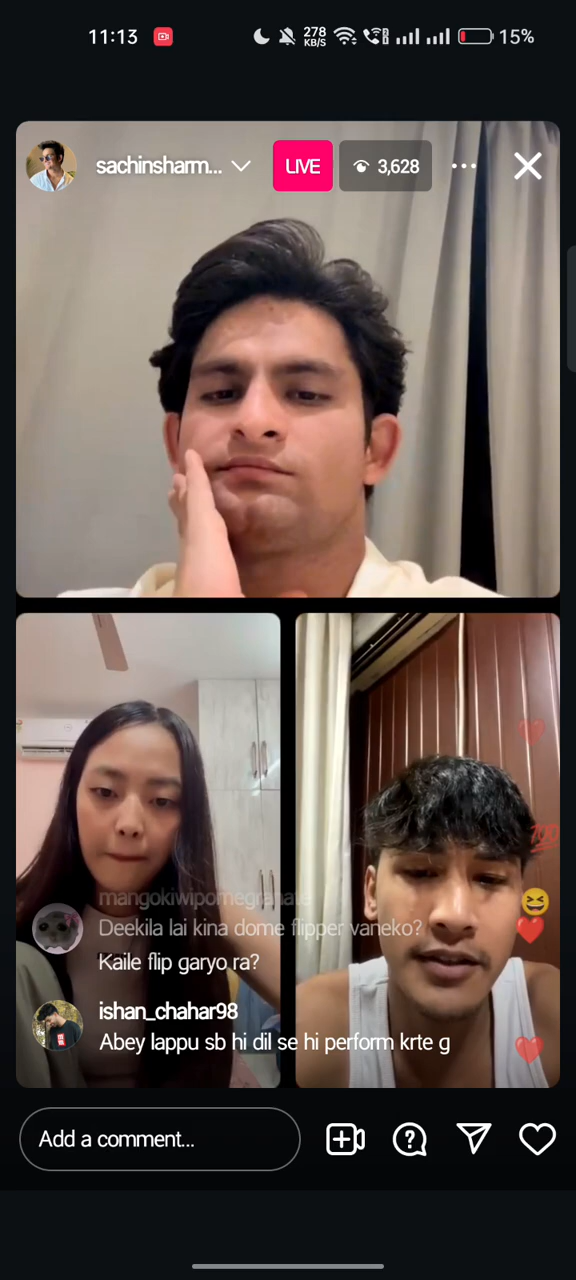 11:13
278
KB/S
15%
sachinsharm...
LIVE
3,628
mangokiwipomegranate
Deekila lai kina dome flipper vaneko?
Kaile flip garyo ra?
ishan_chahar98
Abey lappu sb hi dil se hi perform krte g
Add a comment...